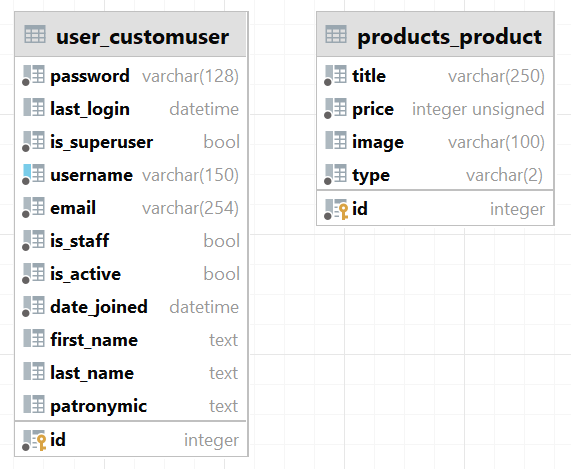 user_customuser
password varchar(128)
last_login datetime
is_superuser bool
username varchar(150)
email varchar(254)
is_staff bool
is_active bool
date_joined datetime
first_name text
last_name text
patronymic text
id integer
products_product
title varchar(250)
price integer unsigned
image varchar(100)
type varchar(2)
id integer